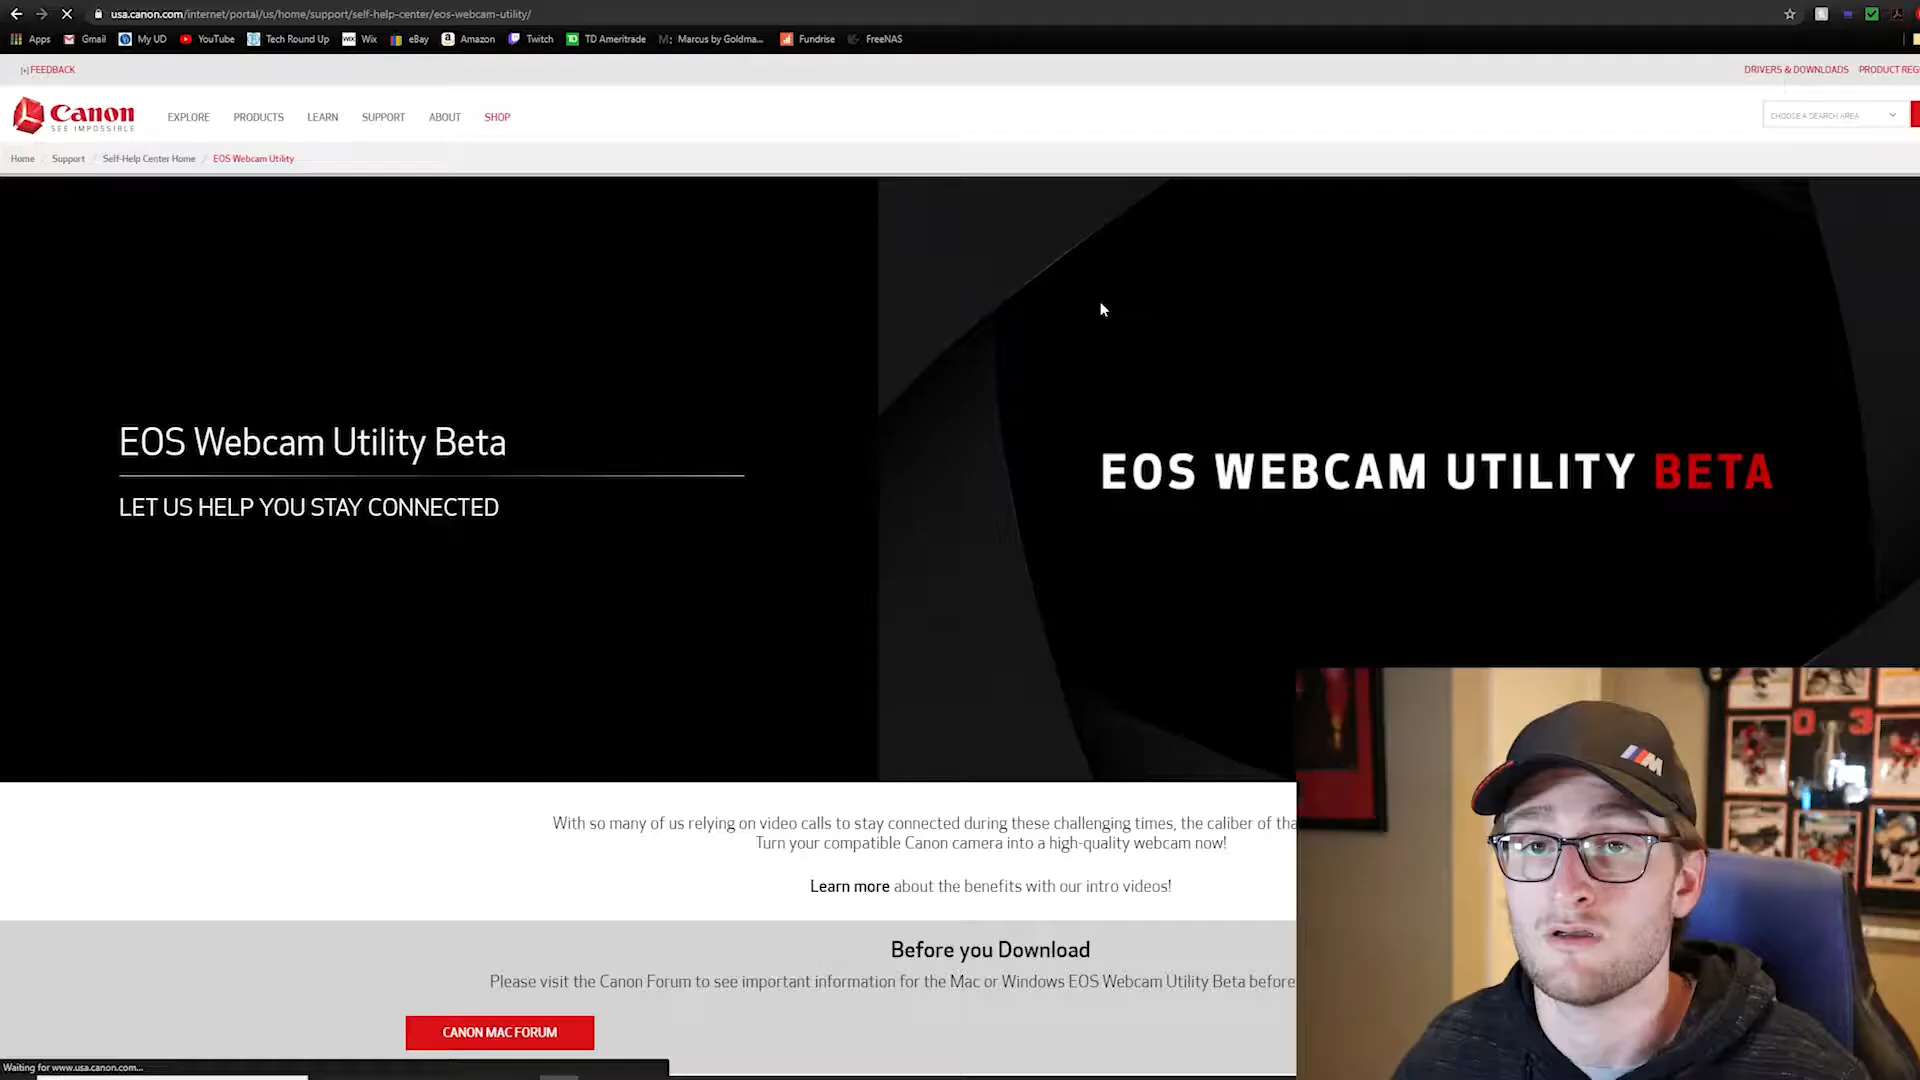 usa.canon.com/internet/portal/us/home/support/self-help-center/eos-webcam-utility/
Apps Gmail My UD YouTube Tech Round Up Wix eBay Amazon Twitch TD Ameritrade Marcus by Goldma... Fundrise FreeNAS
[+] FEEDBACK
DRIVERS & DOWNLOADS PRODUCT REG
Canon
SEE IMPOSSIBLE
EXPLORE PRODUCTS LEARN SUPPORT ABOUT SHOP
CHOOSE A SEARCH AREA
Home / Support / Self-Help Center Home / EOS Webcam Utility
EOS Webcam Utility Beta
LET US HELP YOU STAY CONNECTED
EOS WEBCAM UTILITY BETA
With so many of us relying on video calls to stay connected during these challenging times, the caliber of tha
Turn your compatible Canon camera into a high-quality webcam now!
Learn more about the benefits with our intro videos!
Before you Download
Please visit the Canon Forum to see important information for the Mac or Windows EOS Webcam Utility Beta before
CANON MAC FORUM
Waiting for www.usa.canon.com...
M
03